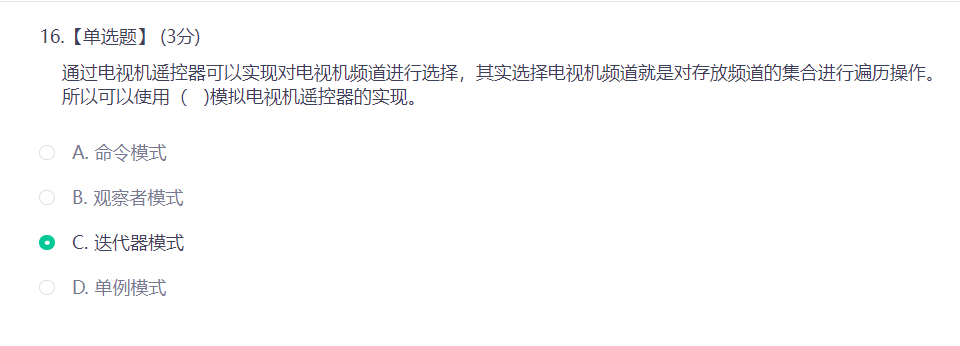 16.【单选题】 (3分)
通过电视机遥控器可以实现对电视机频道进行选择，其实选择电视机频道就是对存放频道的集合进行遍历操作。
所以可以使用（ )模拟电视机遥控器的实现。
A. 命令模式
B. 观察者模式
C. 迭代器模式
D. 单例模式